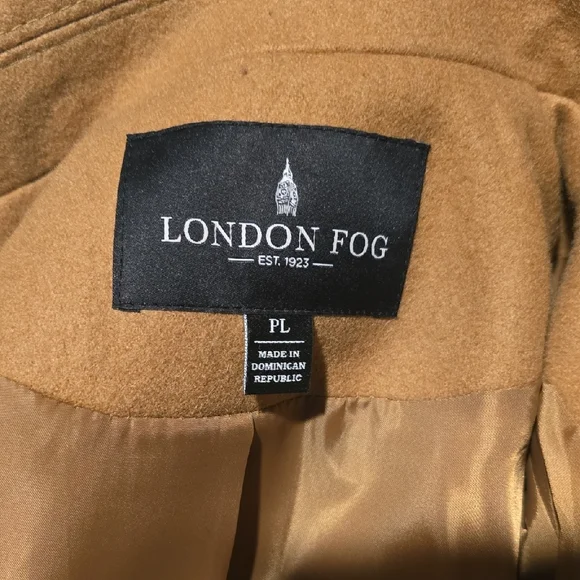 LONDON FOG
EST. 1923
PL
MADE IN
DOMINICAN
REPUBLIC